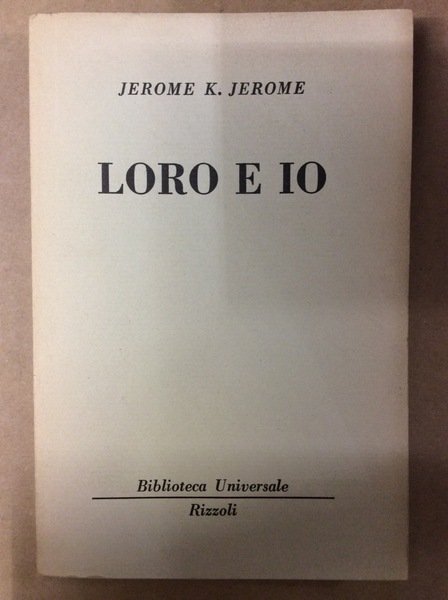 JEROME K. JEROME
LORO E IO
Biblioteca Universale
Rizzoli